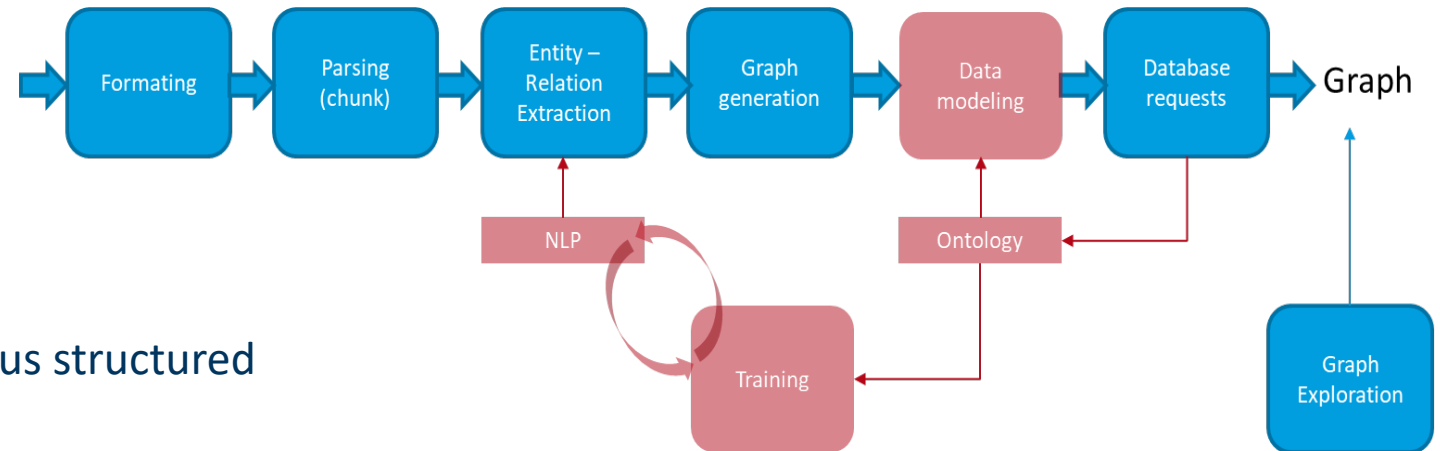 Formating
Parsing
(chunk)
Entity –
Relation
Extraction
Graph
generation
Data
modeling
Database
requests
Graph
NLP
Ontology
us structured
Training
Graph
Exploration